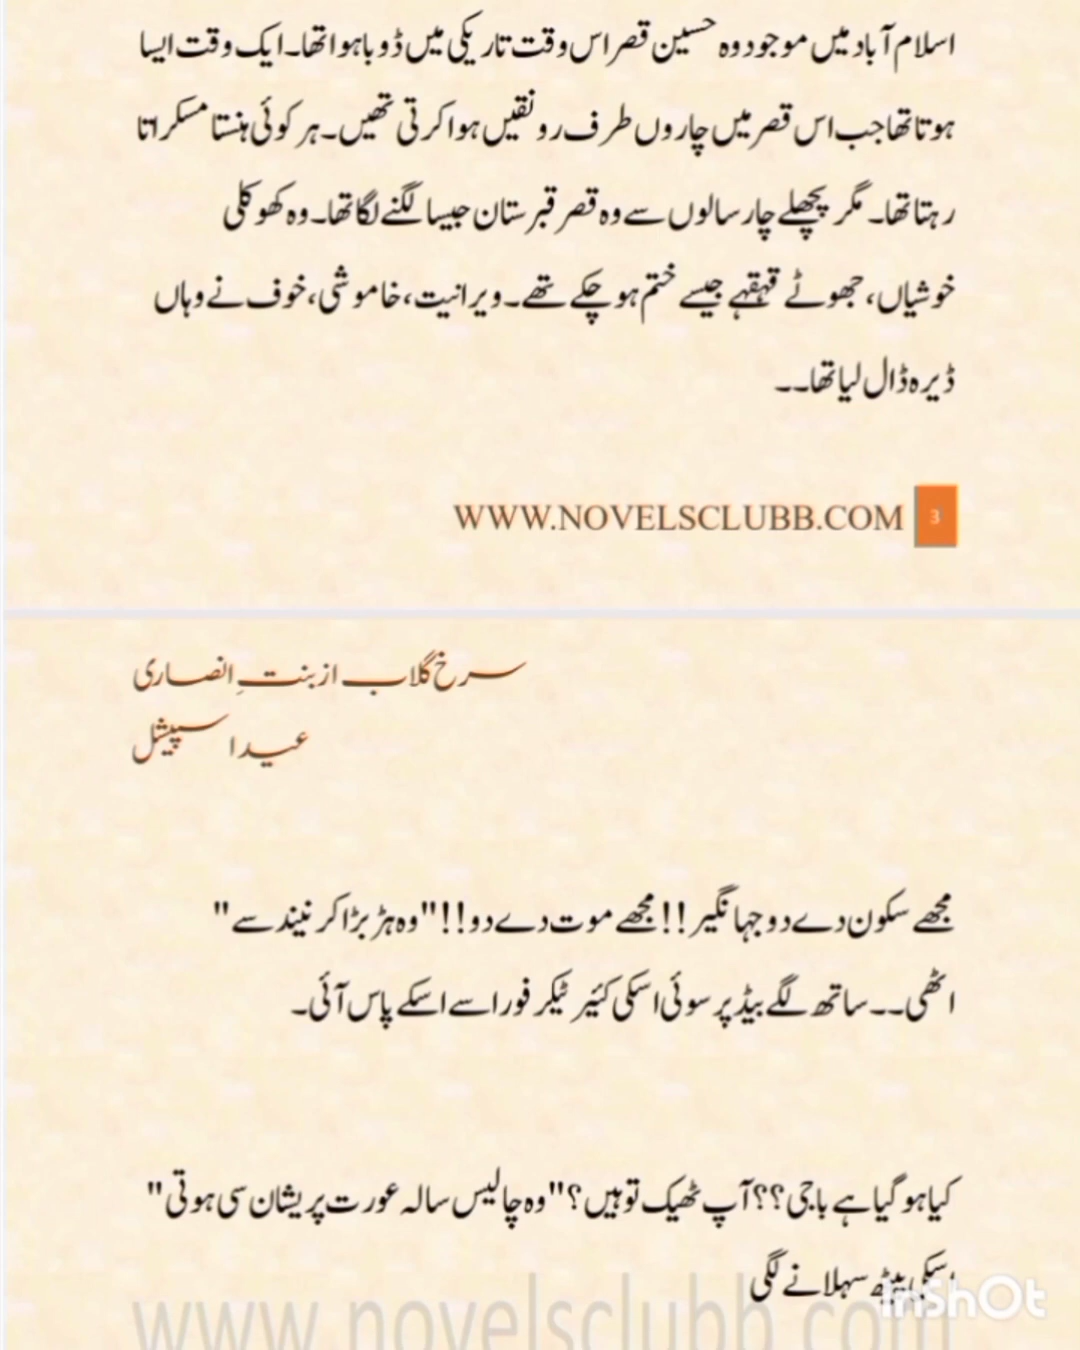 اسلام آباد میں موجود وہ حسین قصر اس وقت تاریکی میں ڈوبا ہوا تھا۔ ایک وقت ایسا
ہوتا تھا جب اس قصر میں چاروں طرف رونقیں ہوا کرتی تھیں۔ ہر کوئی ہنستا مسکراتا
رہتا تھا۔ مگر پچھلے چار سالوں سے وہ قصر قبرستان جیسا لگنے لگا تھا۔ وہ کھوکلی
خوشیاں، جھوٹے قہقہے جیسے ختم ہو چکے تھے۔ ویرانیت، خاموشی، خوف نے وہاں
ڈیرہ ڈال لیا تھا۔۔
WWW.NOVELSCLUBB.COM 3
سرخ گلاب از بنتِ انصاری
عید اسپیشل
مجھے سکون دے دو جہانگیر !! مجھے موت دے دو !!" وہ ہڑبڑا کر نیند سے "
اٹھی۔۔ ساتھ لگے بیڈ پر سوئی اسکی کئیر ٹیکر فورا سے اسکے پاس آئی۔
کیا ہو گیا ہے باجی ؟؟ آپ ٹھیک تو ہیں ؟" وہ چالیس سالہ عورت پریشان سی ہوتی "
اسکی پیٹھ سہلانے لگی
InShOt
www.novelsclubb.com